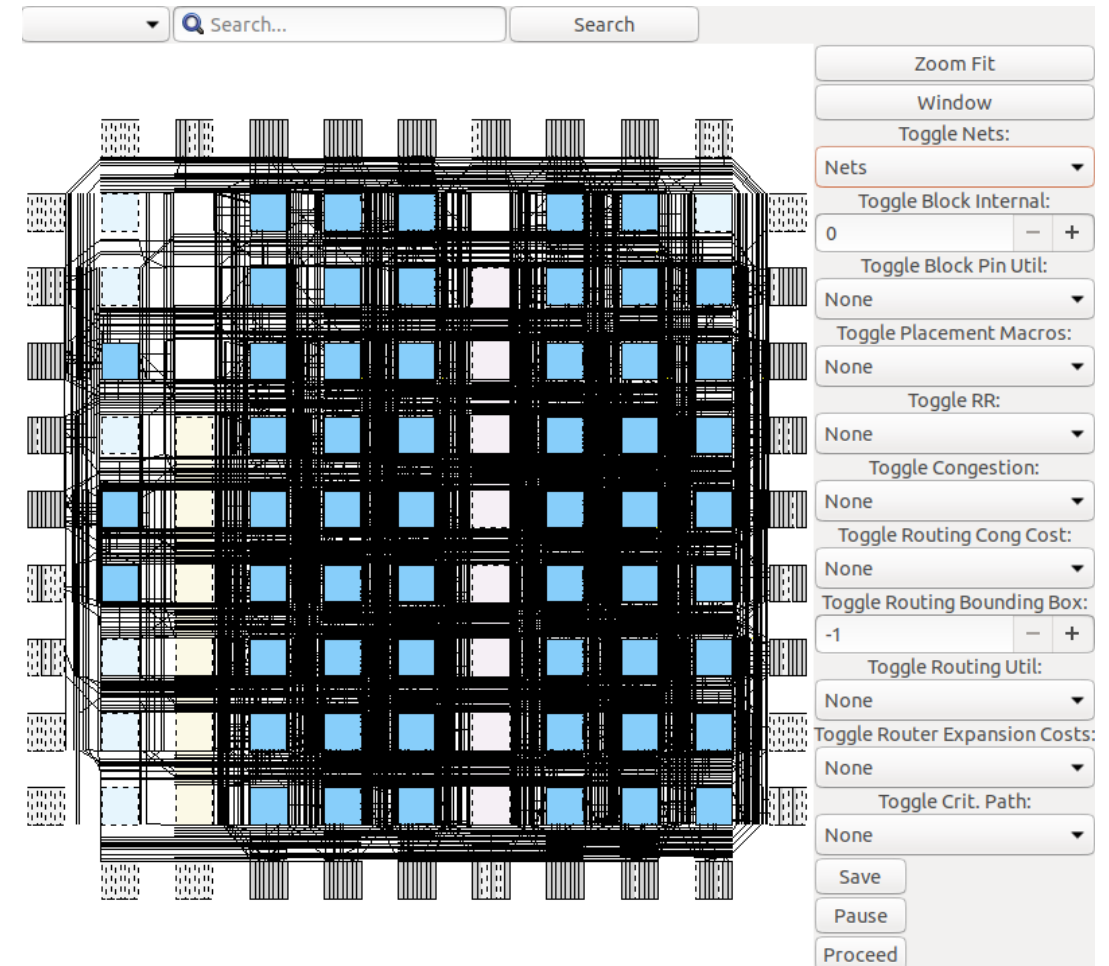 Search...
Search
Zoom Fit
Window
Toggle Nets:
Nets
Toggle Block Internal:
0
Toggle Block Pin Util:
None
Toggle Placement Macros:
None
Toggle RR:
None
Toggle Congestion:
None
Toggle Routing Cong Cost:
None
Toggle Routing Bounding Box:
-1
Toggle Routing Util:
None
Toggle Router Expansion Costs:
None
Toggle Crit. Path:
None
Save
Pause
Proceed